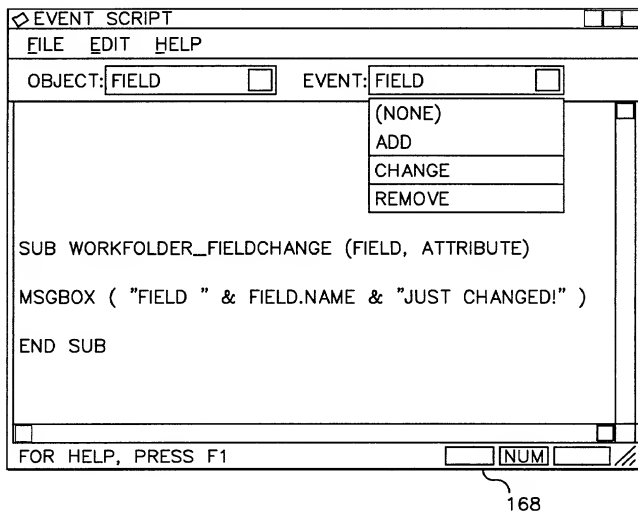 EVENT SCRIPT
FILE EDIT HELP
OBJECT: FIELD EVENT: FIELD
(NONE)
ADD
CHANGE
REMOVE
SUB WORKFOLDER_FIELDCHANGE (FIELD, ATTRIBUTE)
MSGBOX ( "FIELD " & FIELD.NAME & "JUST CHANGED!" )
END SUB
FOR HELP, PRESS F1 NUM
168